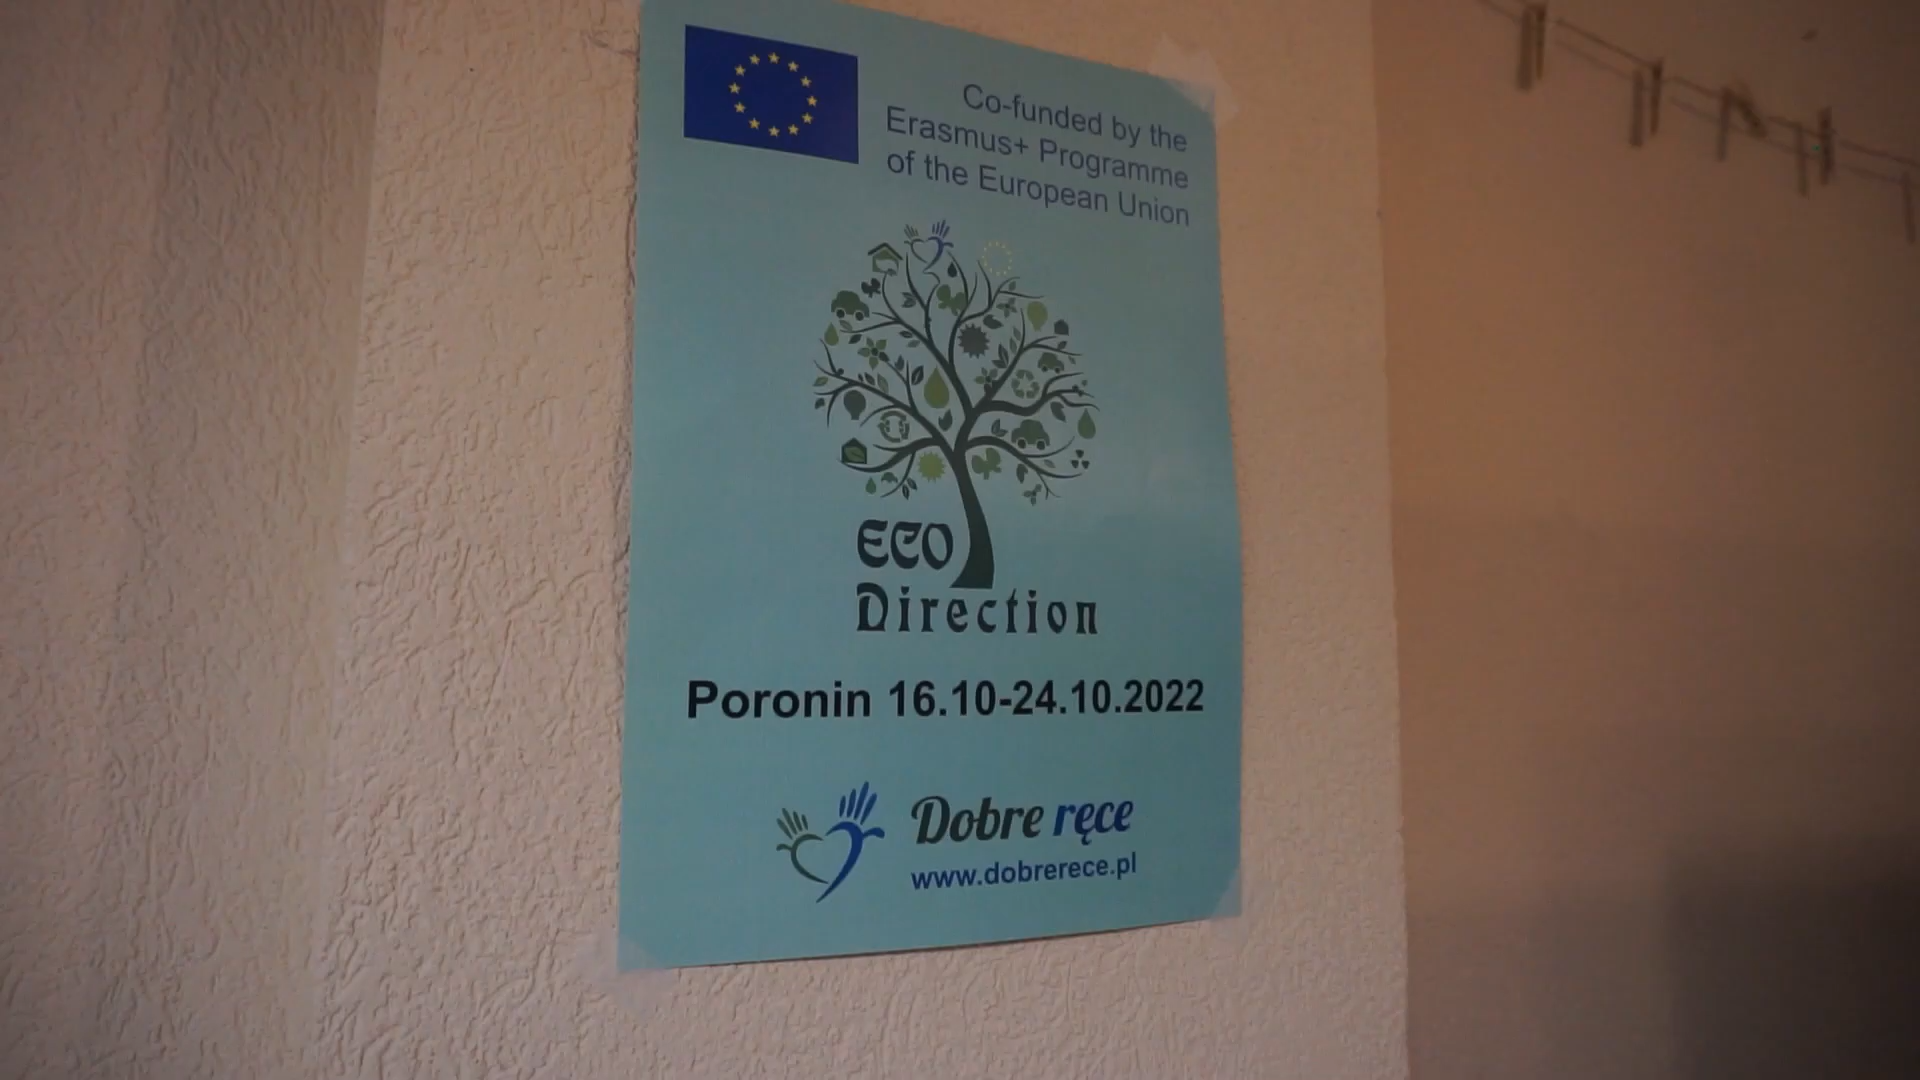 Co-funded by the
Erasmus+ Programme
of the European Union
ECO
Direction
Poronin 16.10-24.10.2022
Dobre ręce
www.dobrerece.pl